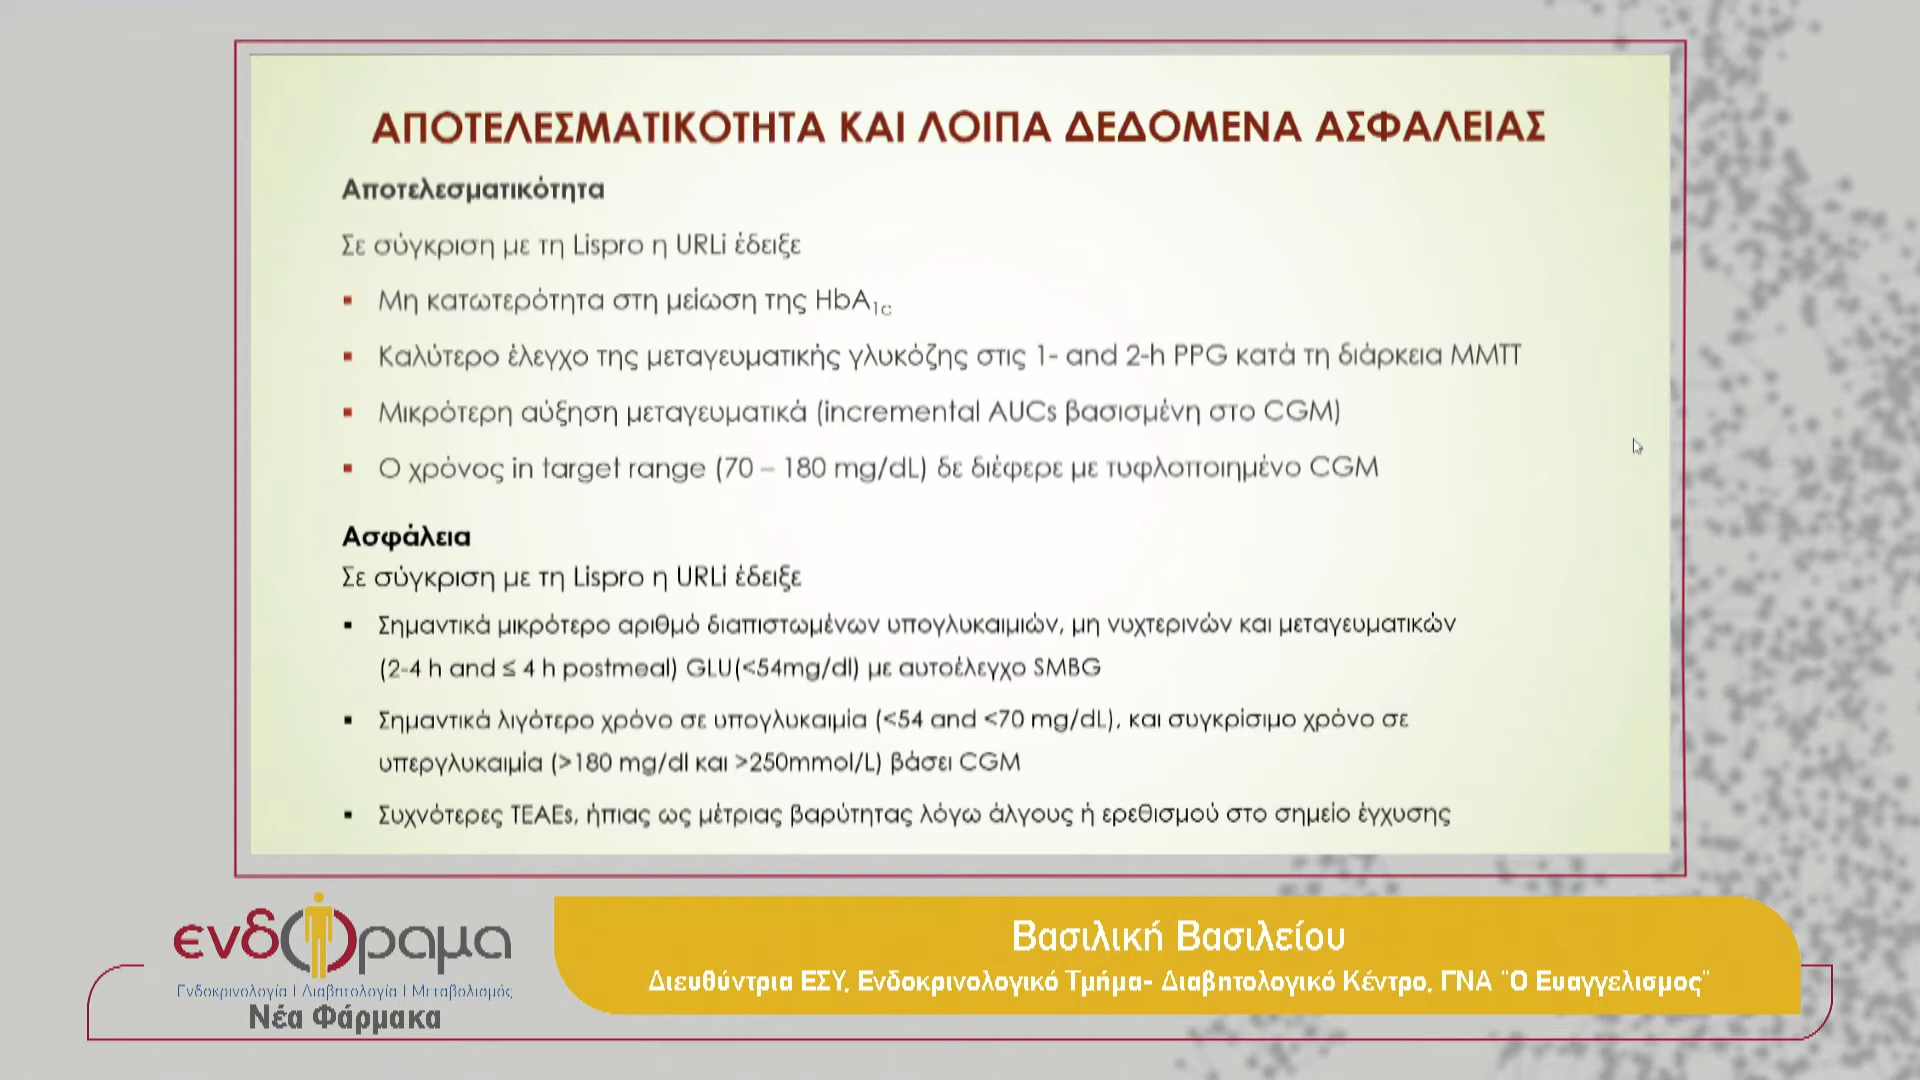 ΑΠΟΤΕΛΕΣΜΑΤΙΚΟΤΗΤΑ ΚΑΙ ΛΟΙΠΑ ΔΕΔΟΜΕΝΑ ΑΣΦΑΛΕΙΑΣ
Αποτελεσματικότητα
Σε σύγκριση με τη Lispro η URLi έδειξε
▪ Μη κατωτερότητα στη μείωση της HbA1c
▪ Καλύτερο έλεγχο της μεταγευματικής γλυκόζης στις 1- and 2-h PPG κατά τη διάρκεια MMTT
▪ Μικρότερη αύξηση μεταγευματικά (incremental AUCs βασισμένη στο CGM)
▪ Ο χρόνος in target range (70 – 180 mg/dL) δε διέφερε με τυφλοποιημένο CGM
Ασφάλεια
Σε σύγκριση με τη Lispro η URLi έδειξε
▪ Σημαντικά μικρότερο αριθμό διαπιστωμένων υπογλυκαιμιών, μη νυχτερινών και μεταγευματικών
(2-4 h and ≤ 4 h postmeal) GLU(<54mg/dl) με αυτοέλεγχο SMBG
▪ Σημαντικά λιγότερο χρόνο σε υπογλυκαιμία (<54 and <70 mg/dL), και συγκρίσιμο χρόνο σε
υπεργλυκαιμία (>180 mg/dl και >250mmol/L) βάσει CGM
▪ Συχνότερες TEAEs, ήπιας ως μέτριας βαρύτητας λόγω άλγους ή ερεθισμού στο σημείο έγχυσης
ενδόραμα
Ενδοκρινολογία | Διαβητολογία | Μεταβολισμός
Νέα Φάρμακα
Βασιλική Βασιλείου
Διευθύντρια ΕΣΥ, Ενδοκρινολογικό Τμήμα- Διαβητολογικό Κέντρο, ΓΝΑ "Ο Ευαγγελισμος"